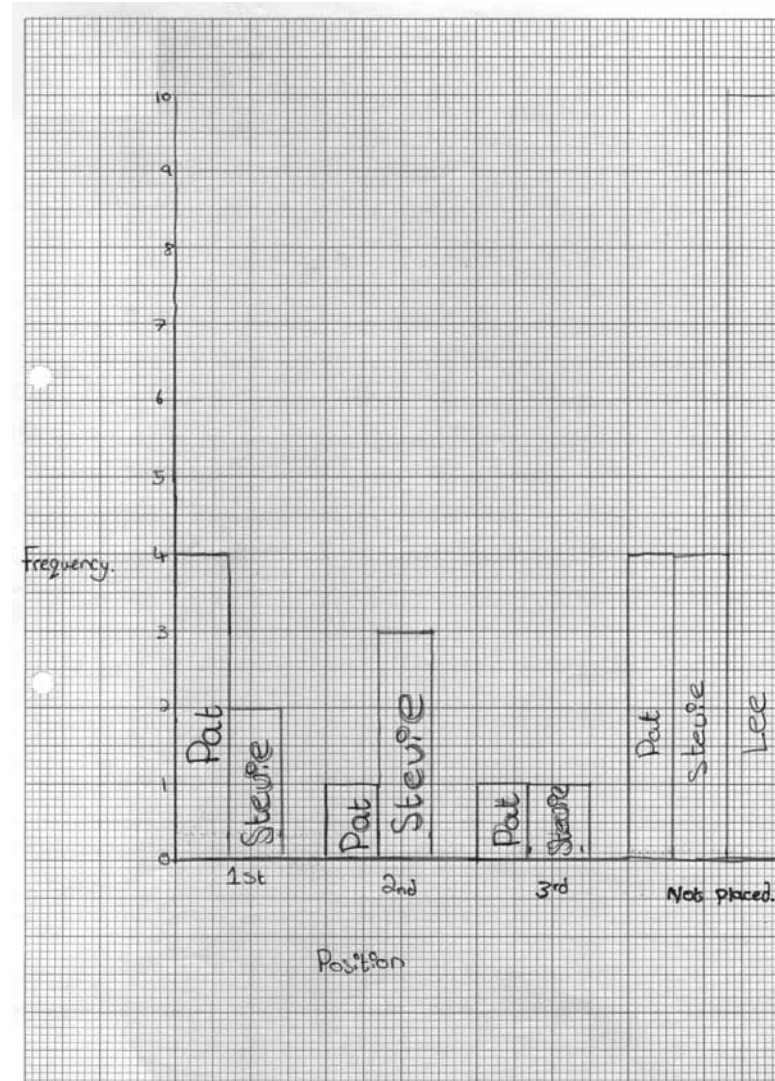 10
9
8
7
6
5
Frequency.
4
3
2
1
0
Pat
Stevie
Pat
Stevie
Pat
Stevie
Pat
Stevie
Lee
1st
2nd
3rd
Not placed.
Position